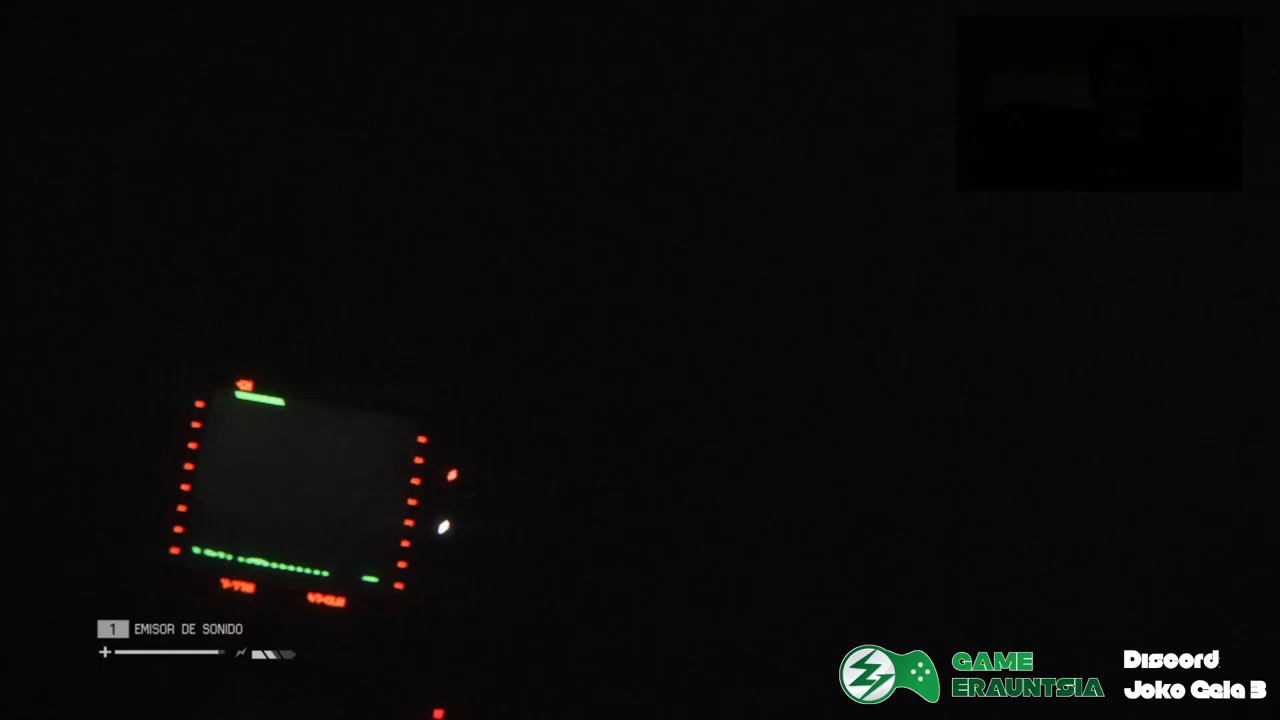 1 EMISOR DE SONIDO
GAME
ERAUNTSIA
Discord
Joko Gela 3